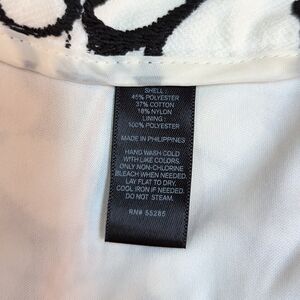 SHELL :
45% POLYESTER
37% COTTON
18% NYLON
LINING :
100% POLYESTER
MADE IN PHILIPPINES
HAND WASH COLD
WITH LIKE COLORS.
ONLY NON-CHLORINE
BLEACH WHEN NEEDED.
LAY FLAT TO DRY.
COOL IRON IF NEEDED.
DO NOT STEAM.
RN# 55285